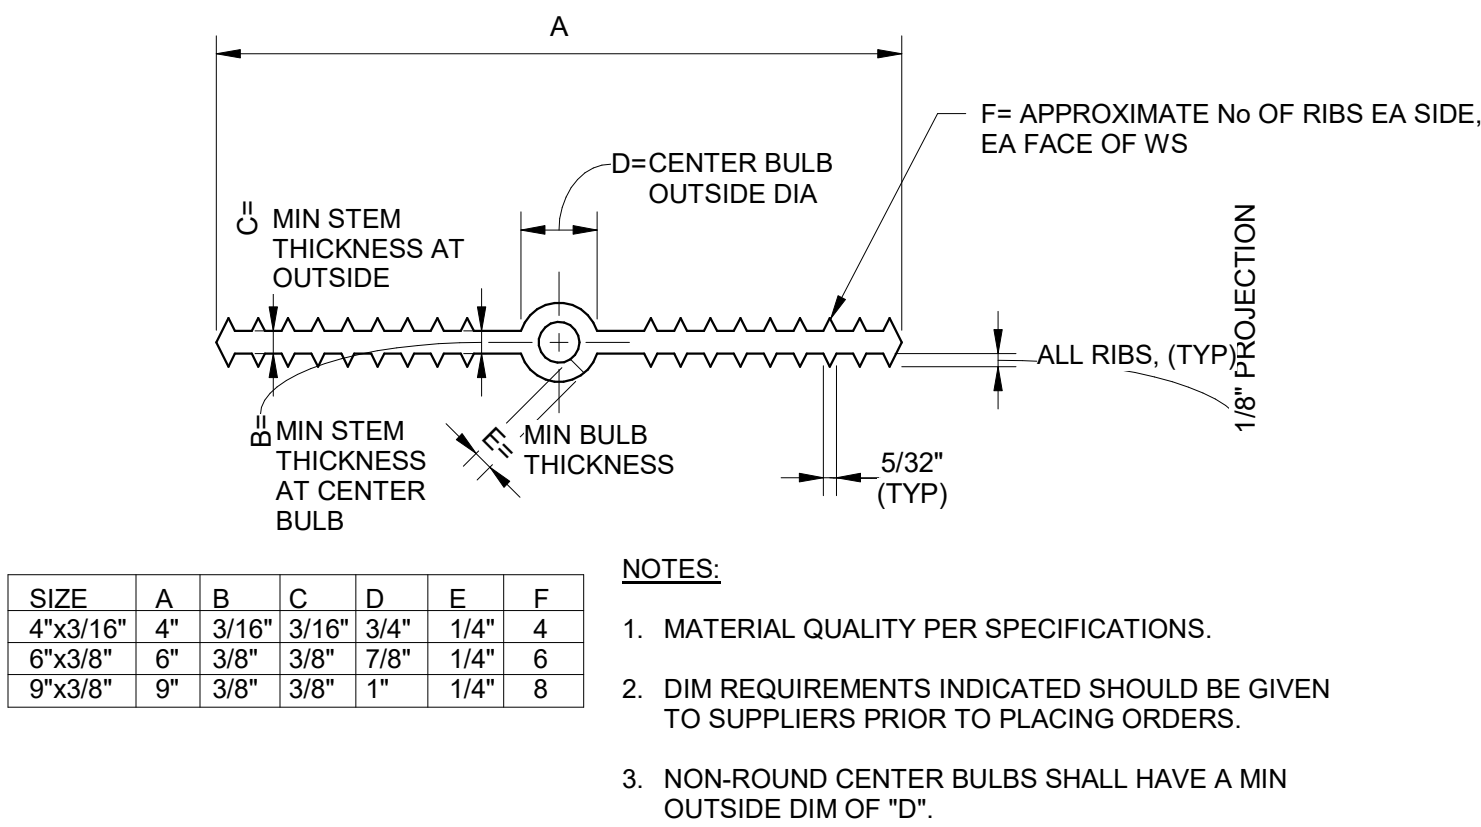 A
F= APPROXIMATE No OF RIBS EA SIDE,
EA FACE OF WS
D=CENTER BULB
OUTSIDE DIA
C=
MIN STEM
THICKNESS AT
OUTSIDE
1/8" PROJECTION
ALL RIBS, (TYP)
B=
MIN STEM
THICKNESS
AT CENTER
BULB
E=
MIN BULB
THICKNESS
5/32"
(TYP)
SIZE A B C D E F
4"x3/16" 4" 3/16" 3/16" 3/4" 1/4" 4
6"x3/8" 6" 3/8" 3/8" 7/8" 1/4" 6
9"x3/8" 9" 3/8" 3/8" 1" 1/4" 8
NOTES:
1. MATERIAL QUALITY PER SPECIFICATIONS.
2. DIM REQUIREMENTS INDICATED SHOULD BE GIVEN
TO SUPPLIERS PRIOR TO PLACING ORDERS.
3. NON-ROUND CENTER BULBS SHALL HAVE A MIN
OUTSIDE DIM OF "D".